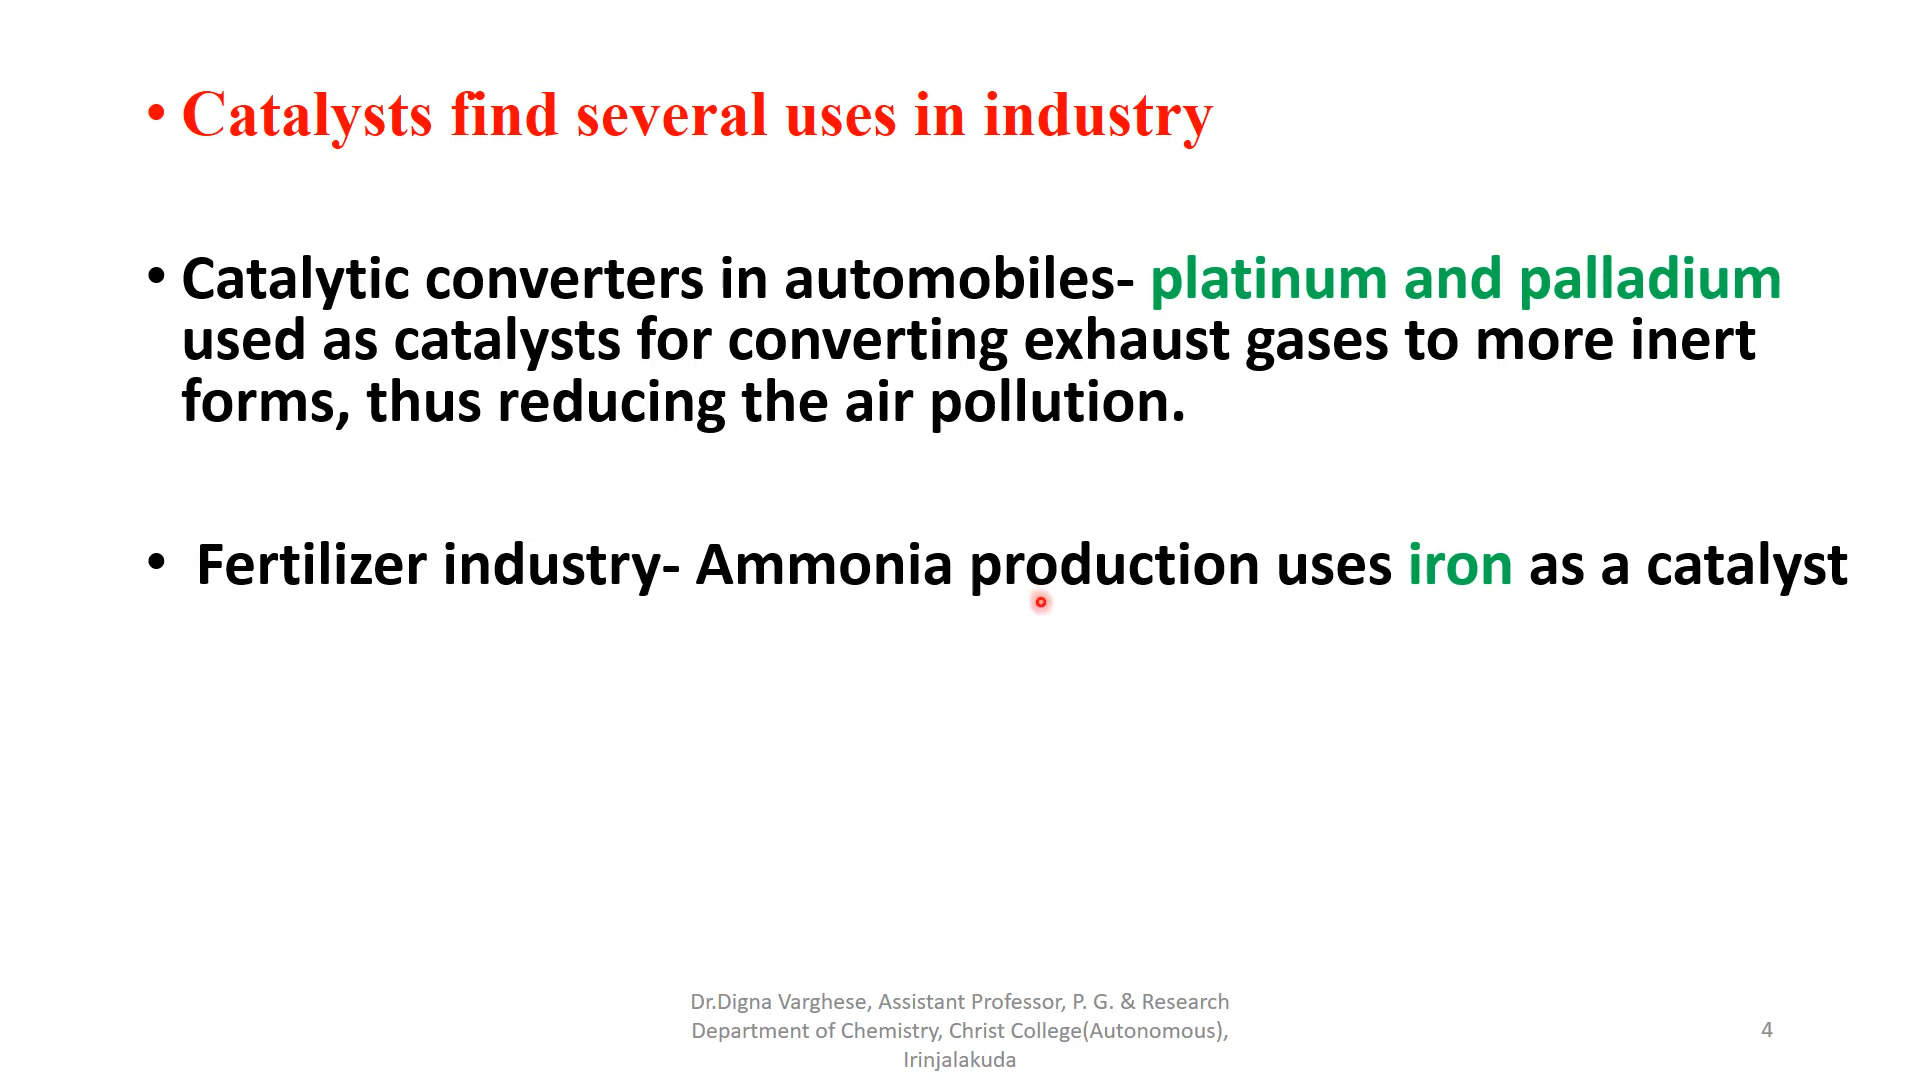 • Catalysts find several uses in industry
• Catalytic converters in automobiles- platinum and palladium
used as catalysts for converting exhaust gases to more inert
forms, thus reducing the air pollution.
• Fertilizer industry- Ammonia production uses iron as a catalyst
Dr.Digna Varghese, Assistant Professor, P. G. & Research
Department of Chemistry, Christ College(Autonomous),
Irinjalakuda
4